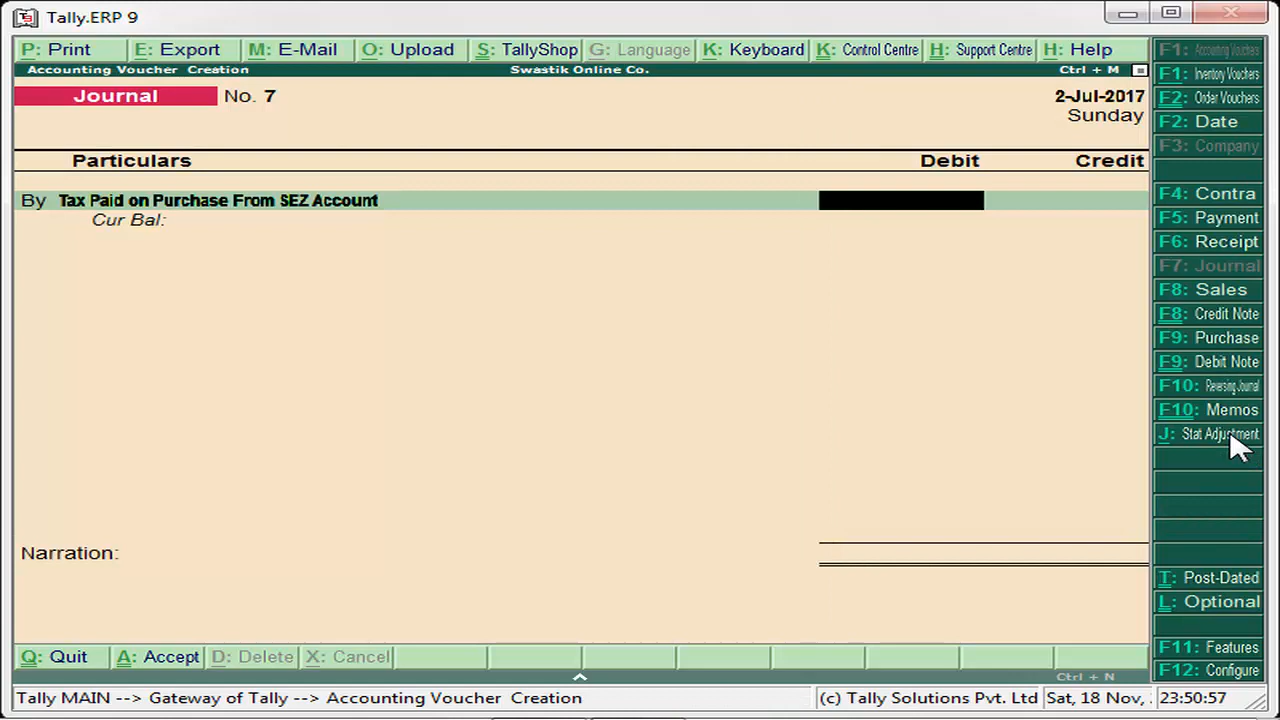 Tally.ERP 9
P: Print E: Export M: E-Mail O: Upload S: TallyShop G: Language K: Keyboard K: Control Centre H: Support Centre H: Help
Accounting Voucher Creation Swastik Online Co. Ctrl + M
Journal No. 7 2-Jul-2017
Sunday
Particulars Debit Credit
By Tax Paid on Purchase From SEZ Account
Cur Bal:
Narration:
F1: Accounting Vouchers
F1: Inventory Vouchers
F2: Order Vouchers
F2: Date
F3: Company
F4: Contra
F5: Payment
F6: Receipt
F7: Journal
F8: Sales
F8: Credit Note
F9: Purchase
F9: Debit Note
F10: Reversing Journal
F10: Memos
J: Stat Adjustment
T: Post-Dated
L: Optional
F11: Features
F12: Configure
Q: Quit A: Accept D: Delete X: Cancel
Ctrl + N
Tally MAIN --> Gateway of Tally --> Accounting Voucher Creation (c) Tally Solutions Pvt. Ltd Sat, 18 Nov, 23:50:57